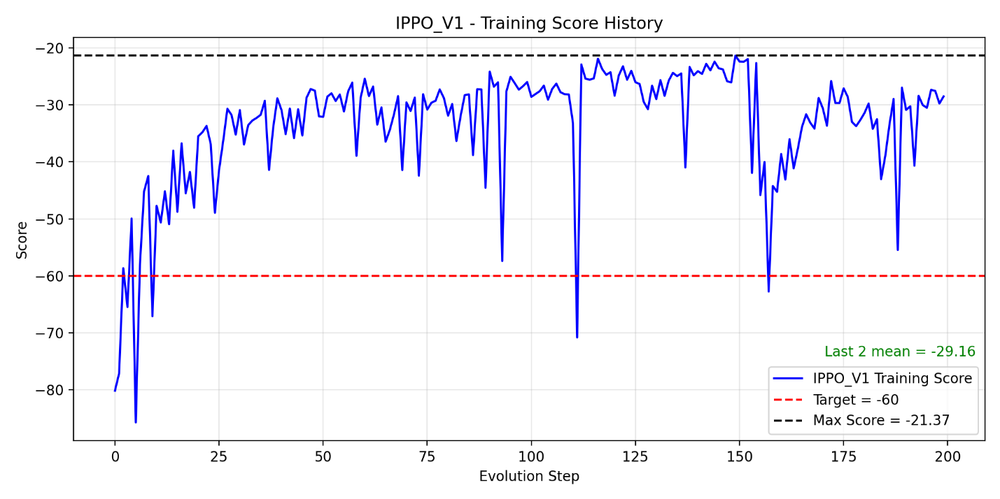 IPPO_V1 - Training Score History
Score
−20
−30
−40
−50
−60
−70
−80
Last 2 mean = -29.16
IPPO_V1 Training Score
Target = -60
Max Score = -21.37
0 25 50 75 100 125 150 175 200
Evolution Step